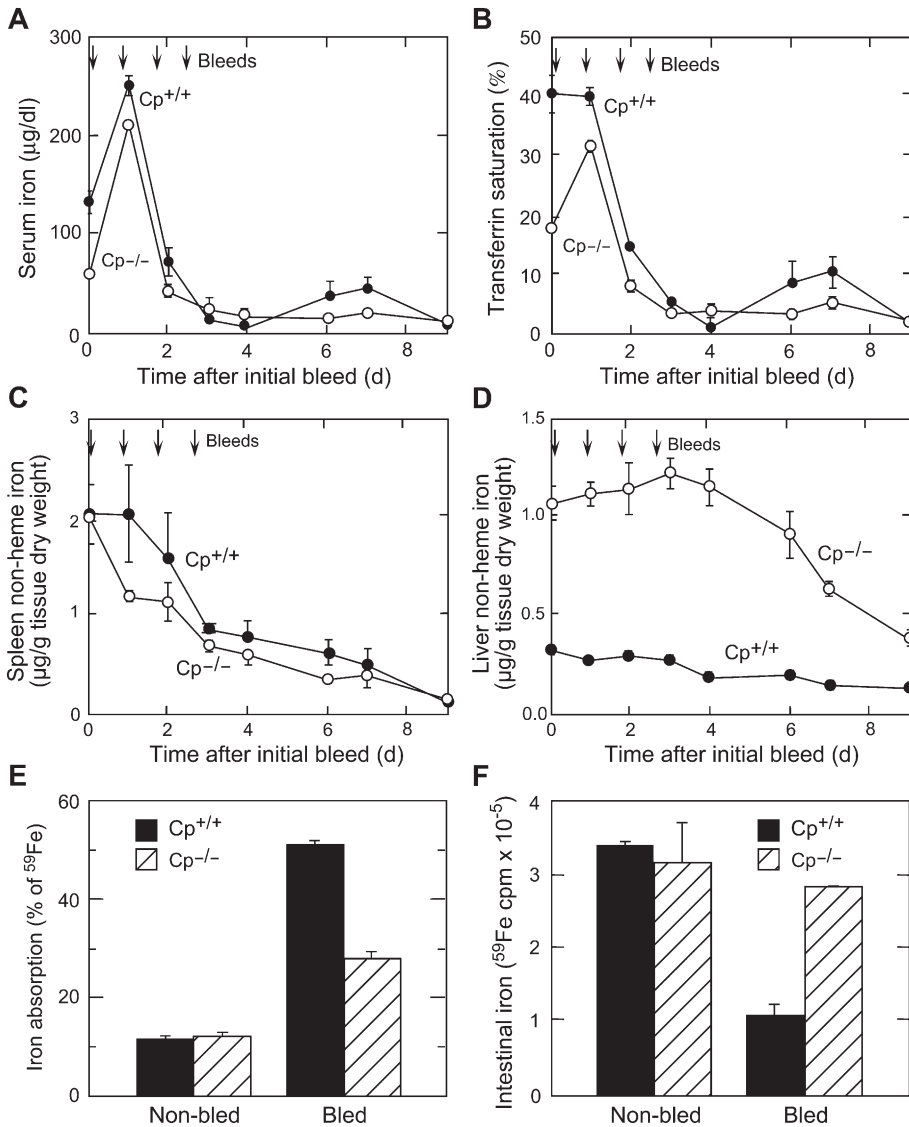 A
300
200
100
0
Serum iron (µg/dl)
Bleeds
Cp+/+
Cp−/−
0 2 4 6 8
Time after initial bleed (d)
B
50
40
30
20
10
0
Transferrin saturation (%)
Bleeds
Cp+/+
Cp−/−
0 2 4 6 8
Time after initial bleed (d)
C
3
2
1
0
Spleen non-heme iron
(µg/g tissue dry weight)
Bleeds
Cp+/+
Cp−/−
0 2 4 6 8
Time after initial bleed (d)
D
1.5
1.0
0.5
0.0
Liver non-heme iron
(µg/g tissue dry weight)
Bleeds
Cp−/−
Cp+/+
0 2 4 6 8
Time after initial bleed (d)
E
60
40
20
0
Iron absorption (% of 59Fe)
Cp+/+
Cp−/−
Non-bled Bled
F
4
3
2
1
0
Intestinal iron (59Fe cpm x 10-5)
Cp+/+
Cp−/−
Non-bled Bled